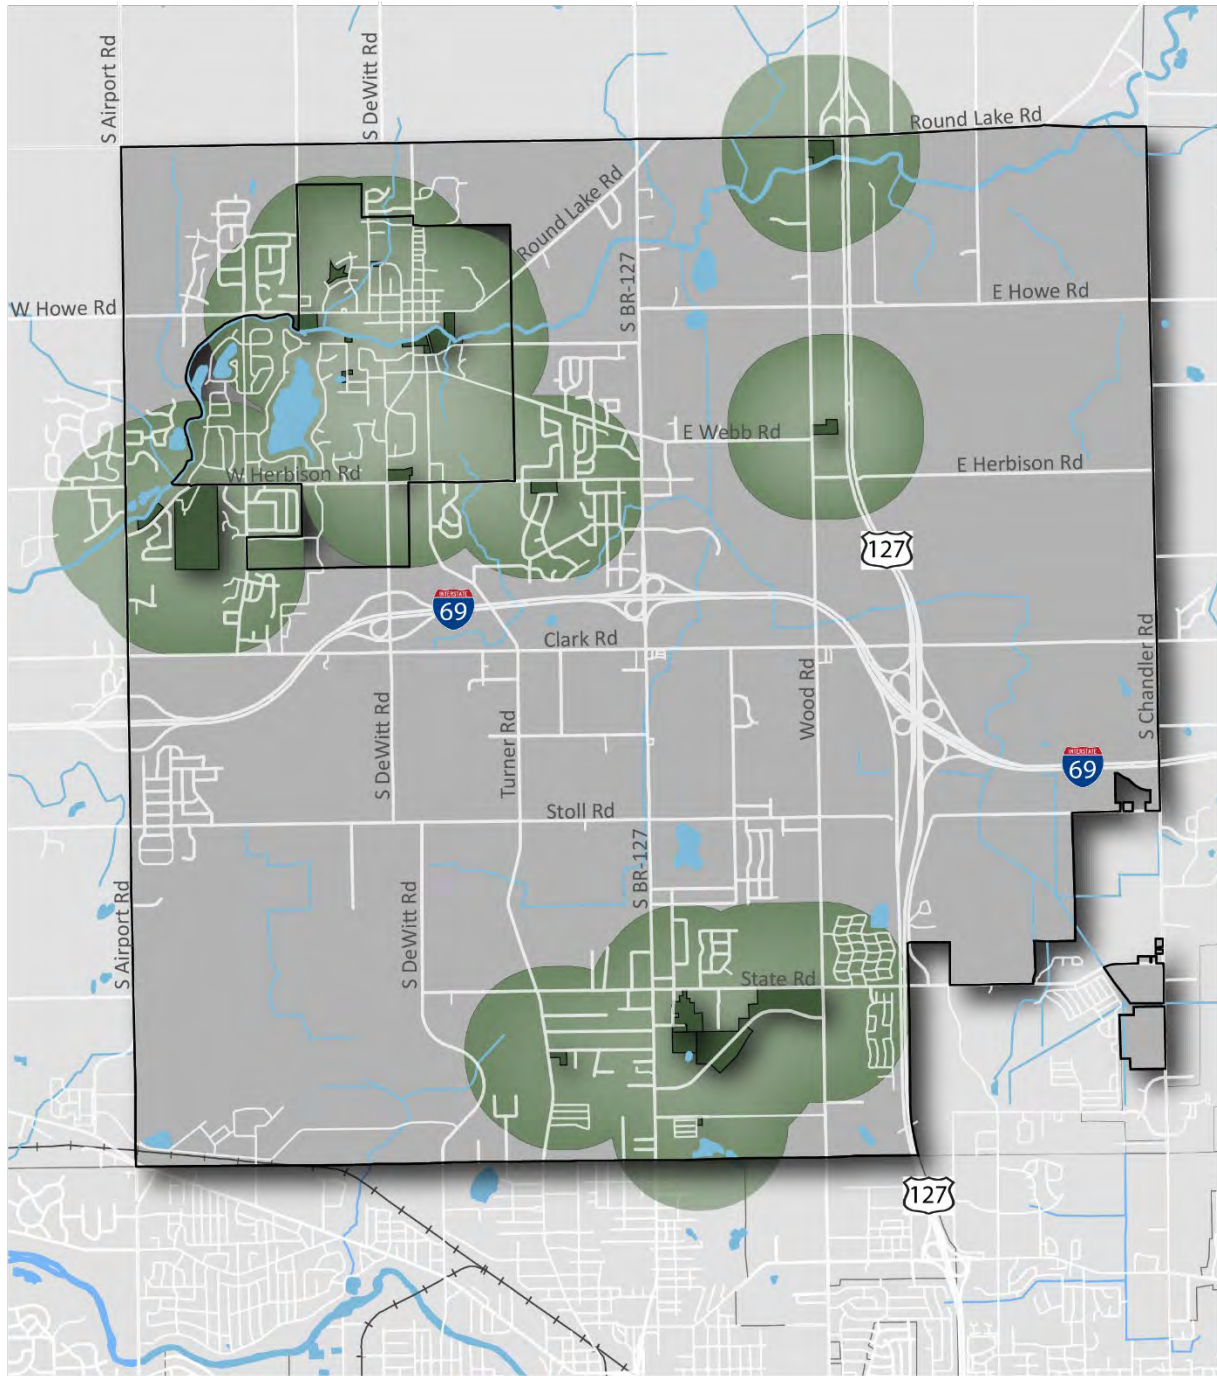 S Airport Rd
S DeWitt Rd
Round Lake Rd
Round Lake Rd
W Howe Rd
S BR-127
E Howe Rd
E Webb Rd
W Herbison Rd
E Herbison Rd
127
INTERSTATE
69
Clark Rd
S Chandler Rd
Wood Rd
S DeWitt Rd
Turner Rd
INTERSTATE
69
Stoll Rd
S BR-127
S Airport Rd
S DeWitt Rd
State Rd
127